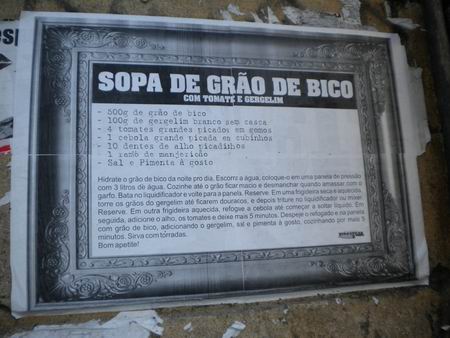 SOPA DE GRÃO DE BICO
COM TOMATE E GERGELIM
- 500g de grão de bico
- 100g de gergelim branco sem casca
- 4 tomates grandes picados em gomos
- 1 cebola grande picada em cubinhos
- 10 dentes de alho picadinhos
- 1 ramo de manjericão
- Sal e Pimenta à gosto
Hidrate o grão de bico da noite pro dia. Escorra a água, coloque-o em uma panela de pressão
com 3 litros de água. Cozinhe até o grão ficar macio e desmanchar quando amassar com o
garfo. Bata no liquidificador e volte para a panela. Reserve. Em uma frigideira seca e aquecida,
torre os grãos do gergelim até ficarem dourados, e depois triture no liquidificador ou mixer.
Reserve. Em outra frigideira aquecida, refogue a cebola até começar a soltar líquido. Em
seguida, adicione o alho, os tomates e deixe mais 5 minutos. Despeje o refogado e na panela
com grão de bico, adicionando o gergelim, sal e pimenta à gosto, cozinhando por mais 5
minutos. Sirva com torradas.
Bom apetite!